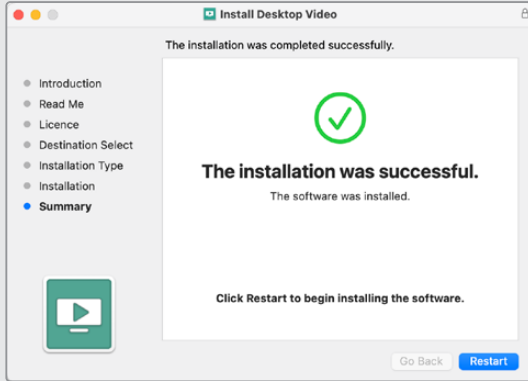 Install Desktop Video
The installation was completed successfully.
Introduction
Read Me
Licence
Destination Select
Installation Type
Installation
Summary
The installation was successful.
The software was installed.
Click Restart to begin installing the software.
Go Back
Restart